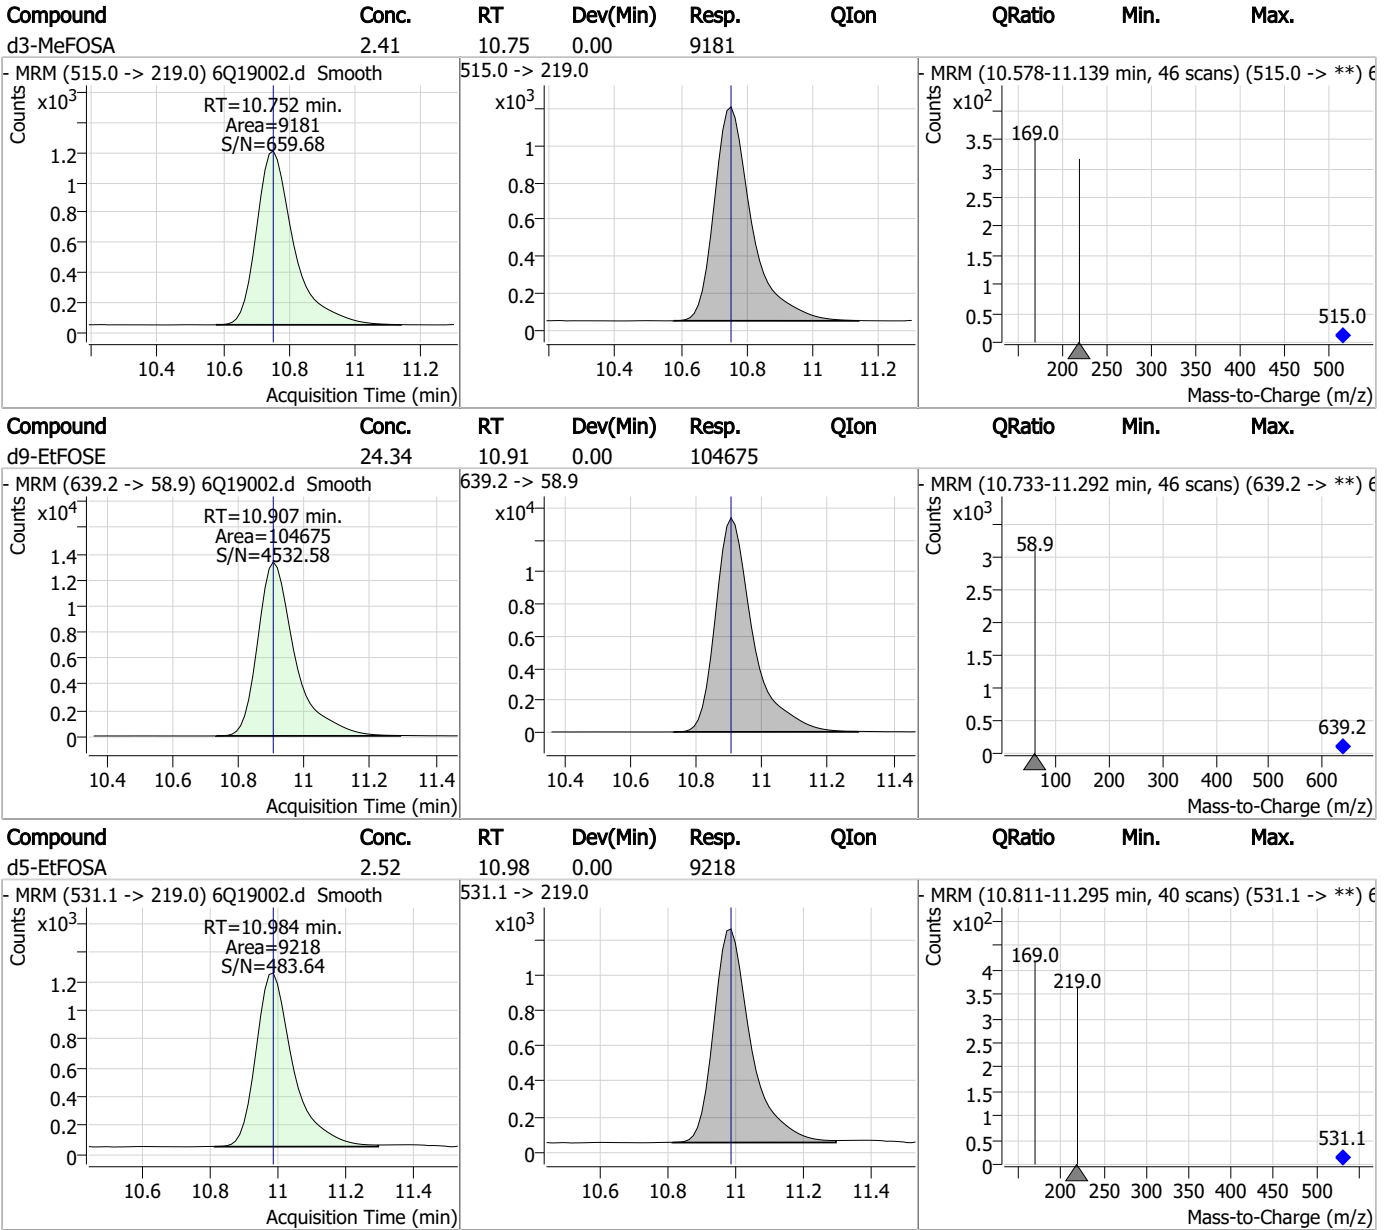 Compound Conc. RT Dev(Min) Resp. QIon QRatio Min. Max.
d3-MeFOSA 2.41 10.75 0.00 9181
- MRM (515.0 -> 219.0) 6Q19002.d Smooth
Counts
x10³
RT=10.752 min.
Area=9181
S/N=659.68
1.2
1
0.8
0.6
0.4
0.2
0
10.4 10.6 10.8 11 11.2
Acquisition Time (min)
515.0 -> 219.0
x10³
1
0.8
0.6
0.4
0.2
0
10.4 10.6 10.8 11 11.2
- MRM (10.578-11.139 min, 46 scans) (515.0 -> **) 6
Counts
x10²
169.0
3.5
3
2.5
2
1.5
1
0.5
0
515.0
200 250 300 350 400 450 500
Mass-to-Charge (m/z)
Compound Conc. RT Dev(Min) Resp. QIon QRatio Min. Max.
d9-EtFOSE 24.34 10.91 0.00 104675
- MRM (639.2 -> 58.9) 6Q19002.d Smooth
Counts
x10⁴
RT=10.907 min.
Area=104675
S/N=4532.58
1.4
1.2
1
0.8
0.6
0.4
0.2
0
10.4 10.6 10.8 11 11.2 11.4
Acquisition Time (min)
639.2 -> 58.9
x10⁴
1
0.8
0.6
0.4
0.2
0
10.4 10.6 10.8 11 11.2 11.4
- MRM (10.733-11.292 min, 46 scans) (639.2 -> **) 6
Counts
x10³
58.9
3
2.5
2
1.5
1
0.5
0
639.2
100 200 300 400 500 600
Mass-to-Charge (m/z)
Compound Conc. RT Dev(Min) Resp. QIon QRatio Min. Max.
d5-EtFOSA 2.52 10.98 0.00 9218
- MRM (531.1 -> 219.0) 6Q19002.d Smooth
Counts
x10³
RT=10.984 min.
Area=9218
S/N=483.64
1.2
1
0.8
0.6
0.4
0.2
0
10.6 10.8 11 11.2 11.4
Acquisition Time (min)
531.1 -> 219.0
x10³
1
0.8
0.6
0.4
0.2
0
10.6 10.8 11 11.2 11.4
- MRM (10.811-11.295 min, 40 scans) (531.1 -> **) 6
Counts
x10²
169.0
219.0
4
3.5
3
2.5
2
1.5
1
0.5
0
531.1
200 250 300 350 400 450 500
Mass-to-Charge (m/z)